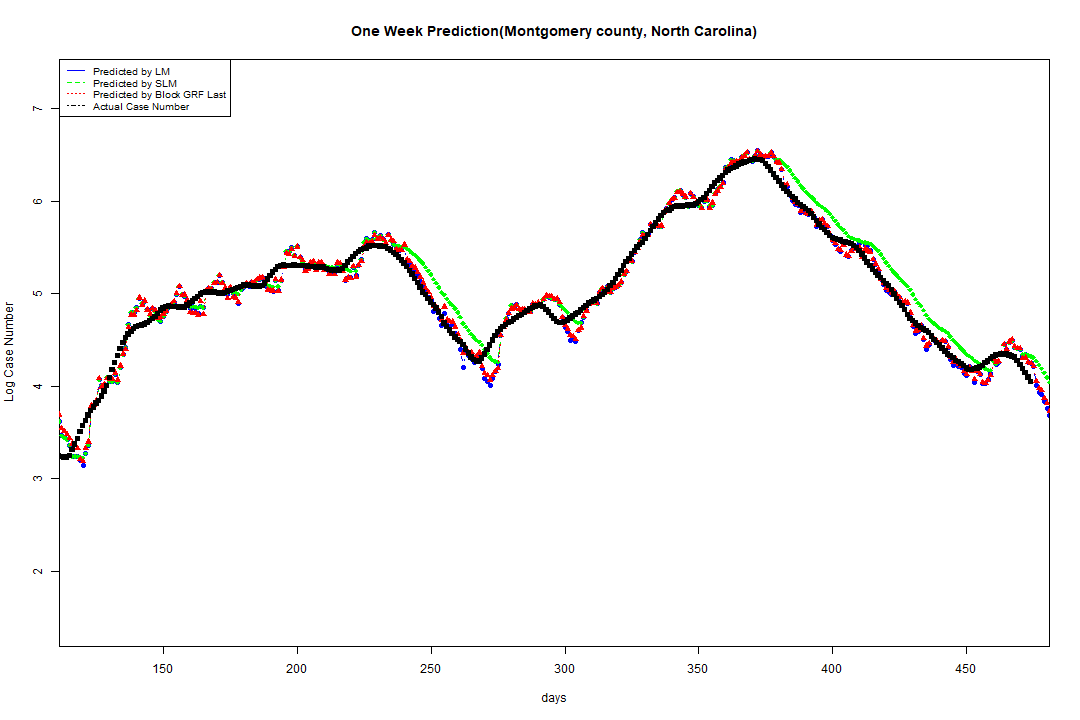 One Week Prediction(Montgomery county, North Carolina)
Predicted by LM
Predicted by SLM
Predicted by Block GRF Last
Actual Case Number
7
6
5
4
3
2
Log Case Number
150 200 250 300 350 400 450
days